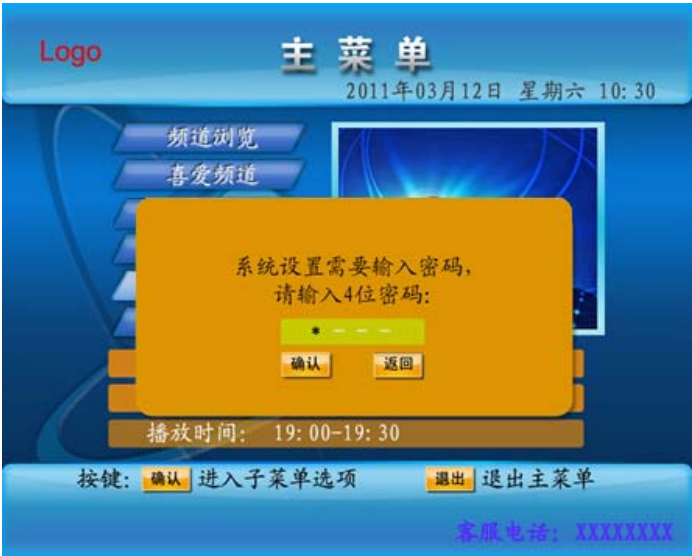 Logo
主菜单
2011年03月12日 星期六 10:30
频道浏览
喜爱频道
系统设置需要输入密码,
请输入4位密码:
* - - -
确认 返回
播放时间: 19:00-19:30
按键: 确认 进入子菜单选项 退出 退出主菜单
客服电话: XXXXXXXX